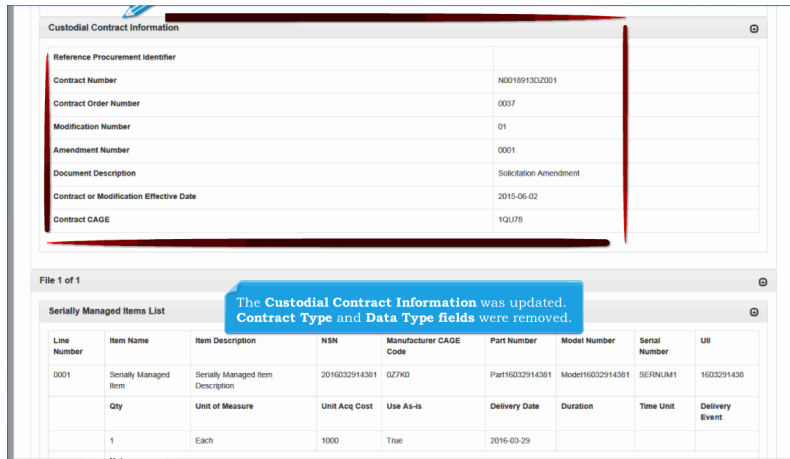 Custodial Contract Information
Reference Procurement Identifier
Contract Number N0018913DZ001
Contract Order Number 0037
Modification Number 01
Amendment Number 0001
Document Description Solicitation Amendment
Contract or Modification Effective Date 2015-06-02
Contract CAGE 1QU78
File 1 of 1
The Custodial Contract Information was updated.
Contract Type and Data Type fields were removed.
Serially Managed Items List
Line Number Item Name Item Description NSN Manufacturer CAGE Code Part Number Model Number Serial Number UII
0001 Serially Managed Item Serially Managed Item Description 2016032914381 0Z7K0 Part16032914381 Model16032914381 SERNUM1 1603291438
Qty Unit of Measure Unit Acq Cost Use As-is Delivery Date Duration Time Unit Delivery Event
1 Each 1000 True 2016-03-29